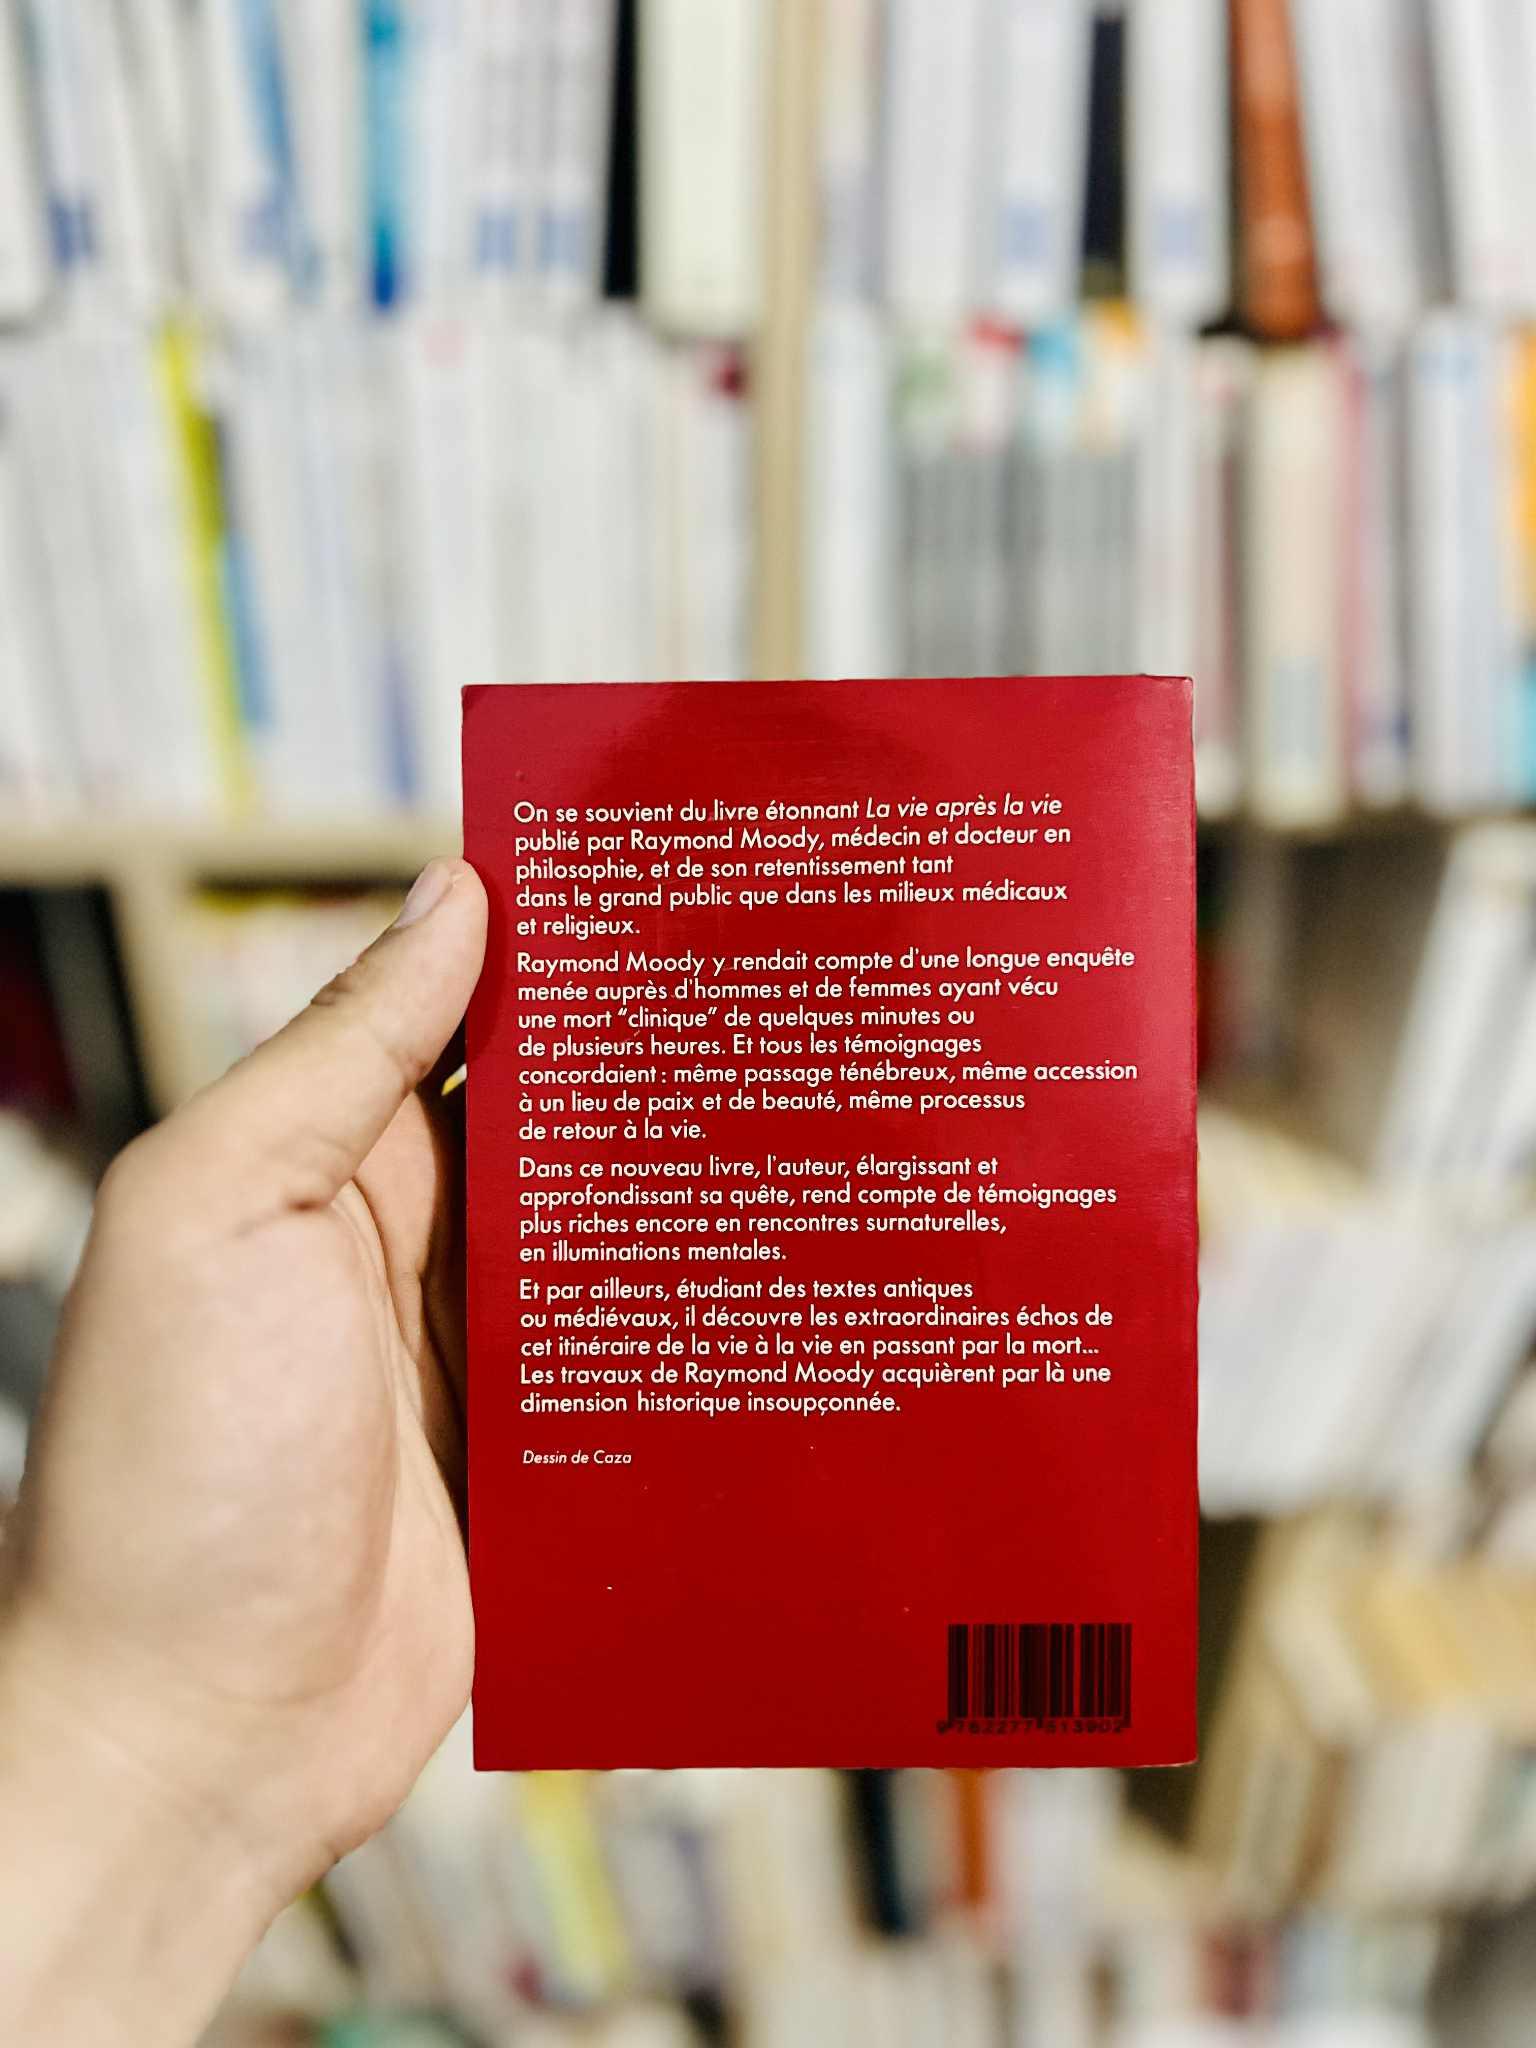 On se souvient du livre étonnant La vie après la vie
publié par Raymond Moody, médecin et docteur en
philosophie, et de son retentissement tant
dans le grand public que dans les milieux médicaux
et religieux.
Raymond Moody y rendait compte d'une longue enquête
menée auprès d'hommes et de femmes ayant vécu
une mort “clinique” de quelques minutes ou
de plusieurs heures. Et tous les témoignages
concordaient : même passage ténébreux, même accession
à un lieu de paix et de beauté, même processus
de retour à la vie.
Dans ce nouveau livre, l'auteur, élargissant et
approfondissant sa quête, rend compte de témoignages
plus riches encore en rencontres surnaturelles,
en illuminations mentales.
Et par ailleurs, étudiant des textes antiques
ou médiévaux, il découvre les extraordinaires échos de
cet itinéraire de la vie à la vie en passant par la mort...
Les travaux de Raymond Moody acquièrent par là une
dimension historique insoupçonnée.
Dessin de Caza
9 782277 613902